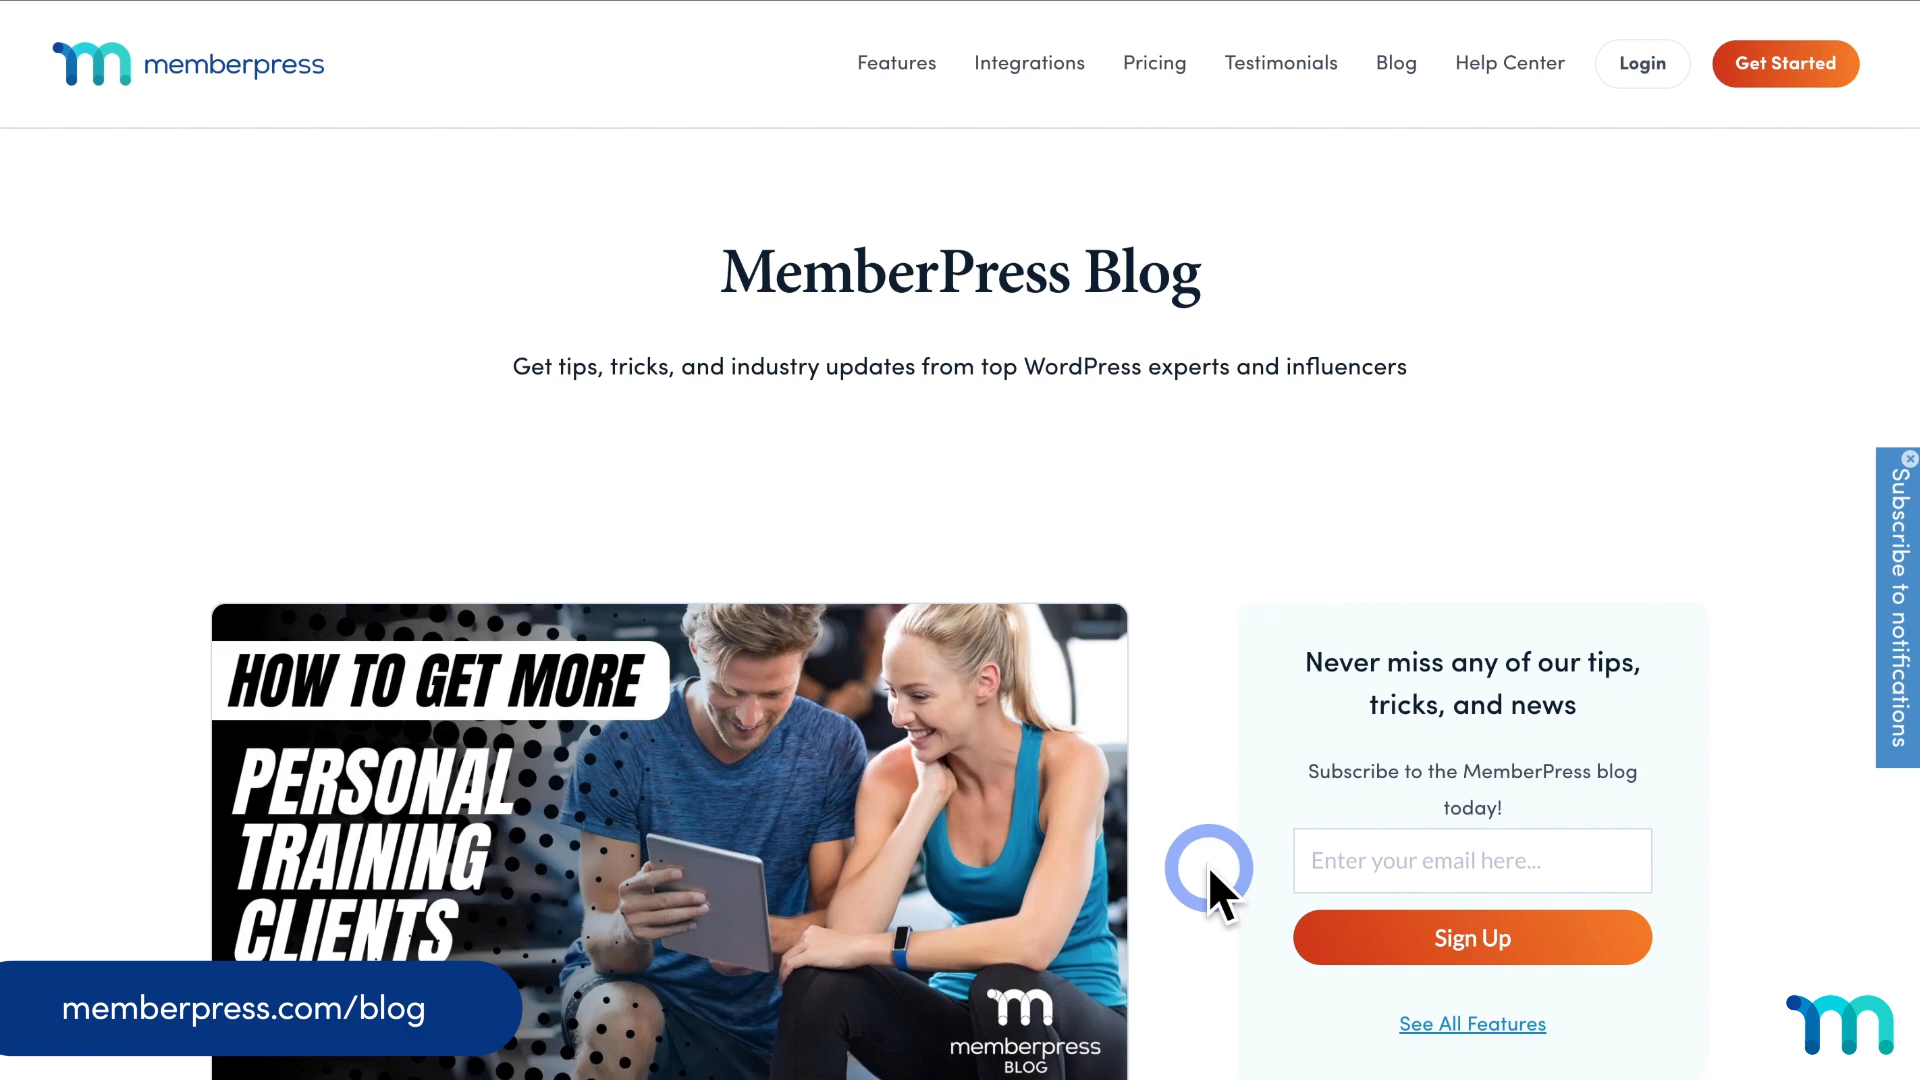 memberpress
Features
Integrations
Pricing
Testimonials
Blog
Help Center
Login
Get Started
MemberPress Blog
Get tips, tricks, and industry updates from top WordPress experts and influencers
Subscribe to notifications
HOW TO GET MORE
PERSONAL
TRAINING
CLIENTS
memberpress
BLOG
Never miss any of our tips,
tricks, and news
Subscribe to the MemberPress blog
today!
Enter your email here...
Sign Up
See All Features
memberpress.com/blog